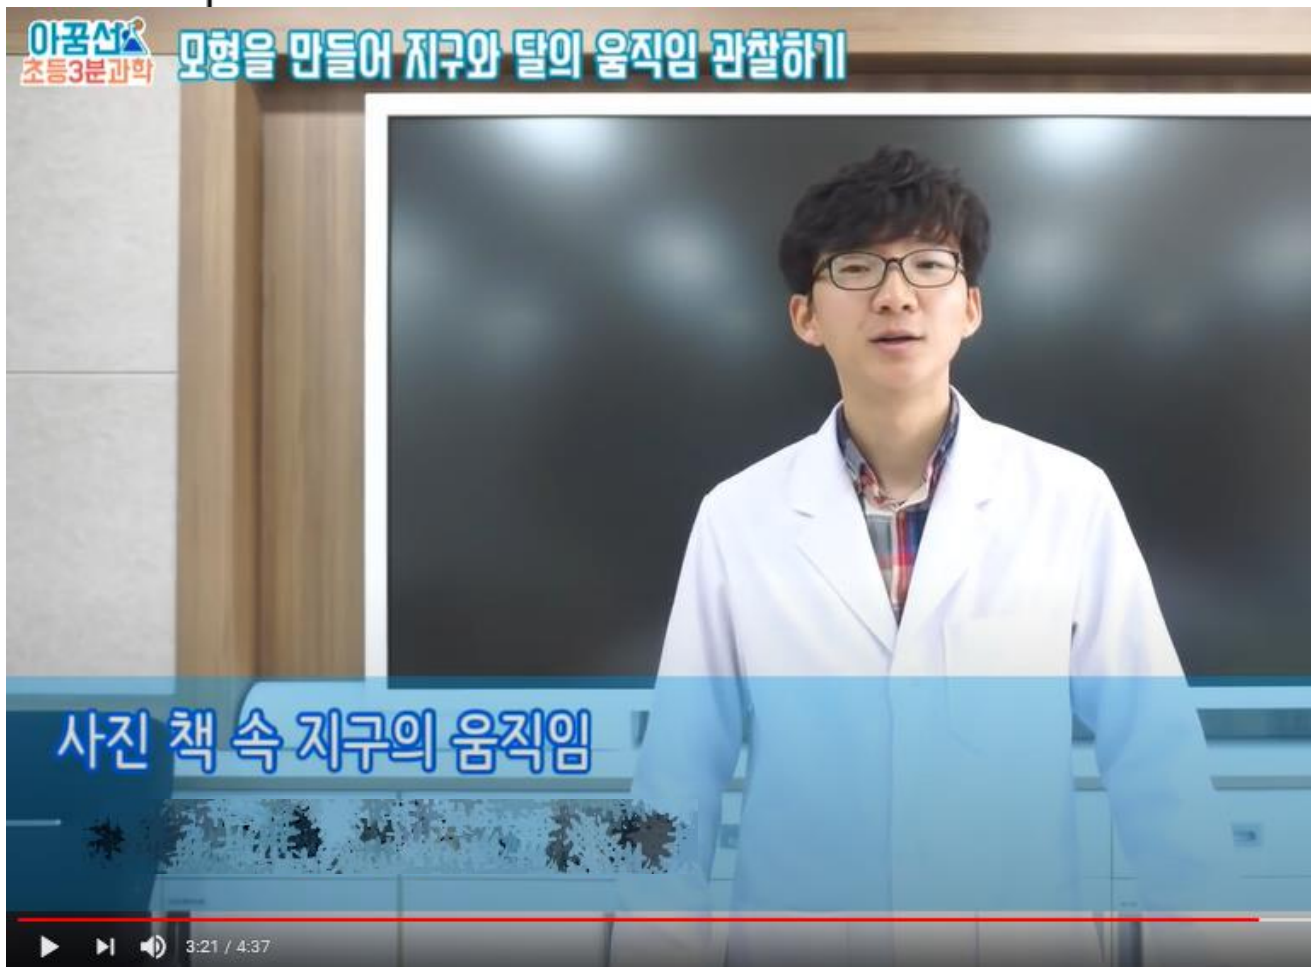 아꿈선
초등3분과학
모형을 만들어 지구와 달의 움직임 관찰하기
사진 책 속 지구의 움직임
3:21 / 4:37